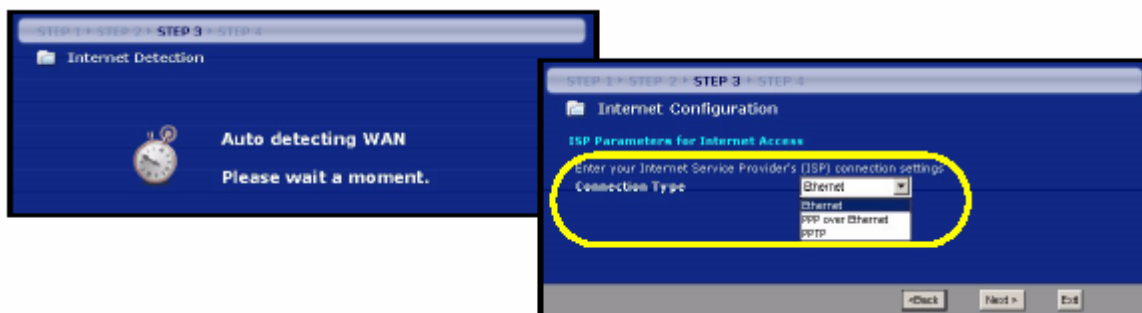 STEP 1 ▸ STEP 2 ▸ STEP 3 ▸ STEP 4
Internet Detection
Auto detecting WAN
Please wait a moment.
STEP 1 ▸ STEP 2 ▸ STEP 3 ▸ STEP 4
Internet Configuration
ISP Parameters for Internet Access
Enter your Internet Service Provider's (ISP) connection settings
Connection Type Ethernet
Ethernet
PPP over Ethernet
PPTP
<Back Next > Exit